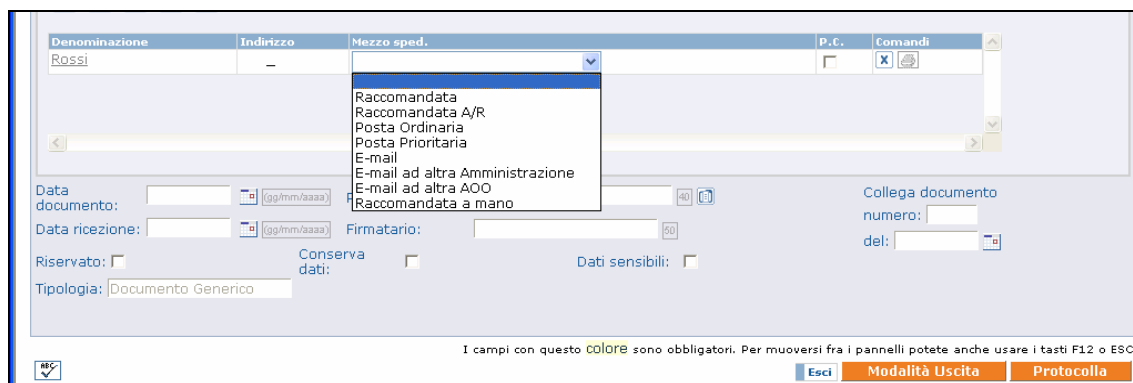 Denominazione Indirizzo Mezzo sped. P.C. Comandi
Rossi
Raccomandata
Raccomandata A/R
Posta Ordinaria
Posta Prioritaria
E-mail
E-mail ad altra Amministrazione
E-mail ad altra AOO
Raccomandata a mano
Data documento: (gg/mm/aaaa) 40 Collega documento
numero:
Data ricezione: (gg/mm/aaaa) Firmatario: 50 del:
Riservato: Conserva dati: Dati sensibili:
Tipologia: Documento Generico
I campi con questo colore sono obbligatori. Per muoversi fra i pannelli potete anche usare i tasti F12 o ESC
ABC Esci Modalità Uscita Protocolla